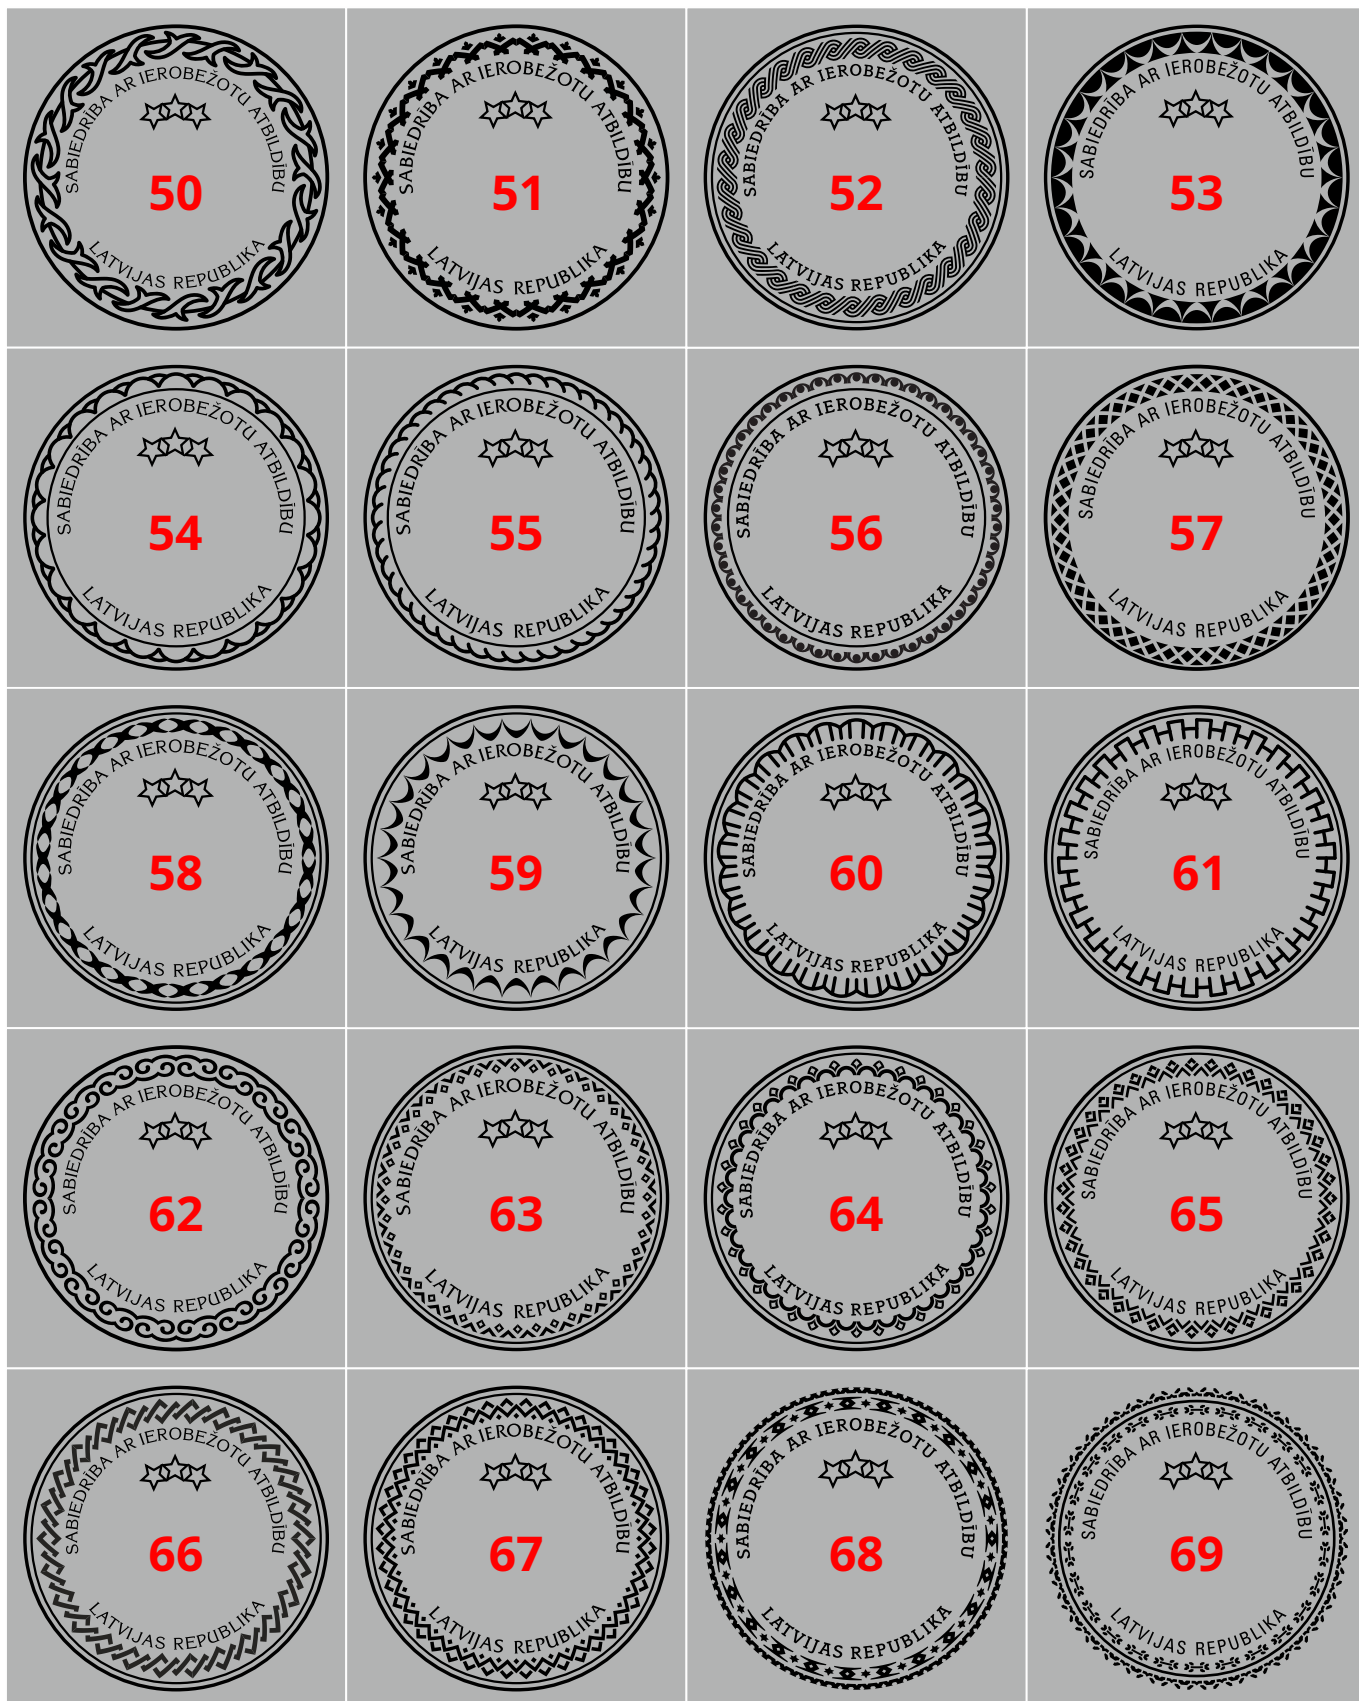 SABIEDRĪBA AR IEROBEŽOTU ATBILDĪBU
50
LATVIJAS REPUBLIKA
SABIEDRĪBA AR IEROBEŽOTU ATBILDĪBU
51
LATVIJAS REPUBLIKA
SABIEDRĪBA AR IEROBEŽOTU ATBILDĪBU
52
LATVIJAS REPUBLIKA
SABIEDRĪBA AR IEROBEŽOTU ATBILDĪBU
53
LATVIJAS REPUBLIKA
SABIEDRĪBA AR IEROBEŽOTU ATBILDĪBU
54
LATVIJAS REPUBLIKA
SABIEDRĪBA AR IEROBEŽOTU ATBILDĪBU
55
LATVIJAS REPUBLIKA
SABIEDRĪBA AR IEROBEŽOTU ATBILDĪBU
56
LATVIJAS REPUBLIKA
SABIEDRĪBA AR IEROBEŽOTU ATBILDĪBU
57
LATVIJAS REPUBLIKA
SABIEDRĪBA AR IEROBEŽOTU ATBILDĪBU
58
LATVIJAS REPUBLIKA
SABIEDRĪBA AR IEROBEŽOTU ATBILDĪBU
59
LATVIJAS REPUBLIKA
SABIEDRĪBA AR IEROBEŽOTU ATBILDĪBU
60
LATVIJAS REPUBLIKA
SABIEDRĪBA AR IEROBEŽOTU ATBILDĪBU
61
LATVIJAS REPUBLIKA
SABIEDRĪBA AR IEROBEŽOTU ATBILDĪBU
62
LATVIJAS REPUBLIKA
SABIEDRĪBA AR IEROBEŽOTU ATBILDĪBU
63
LATVIJAS REPUBLIKA
SABIEDRĪBA AR IEROBEŽOTU ATBILDĪBU
64
LATVIJAS REPUBLIKA
SABIEDRĪBA AR IEROBEŽOTU ATBILDĪBU
65
LATVIJAS REPUBLIKA
SABIEDRĪBA AR IEROBEŽOTU ATBILDĪBU
66
LATVIJAS REPUBLIKA
SABIEDRĪBA AR IEROBEŽOTU ATBILDĪBU
67
LATVIJAS REPUBLIKA
SABIEDRĪBA AR IEROBEŽOTU ATBILDĪBU
68
LATVIJAS REPUBLIKA
SABIEDRĪBA AR IEROBEŽOTU ATBILDĪBU
69
LATVIJAS REPUBLIKA